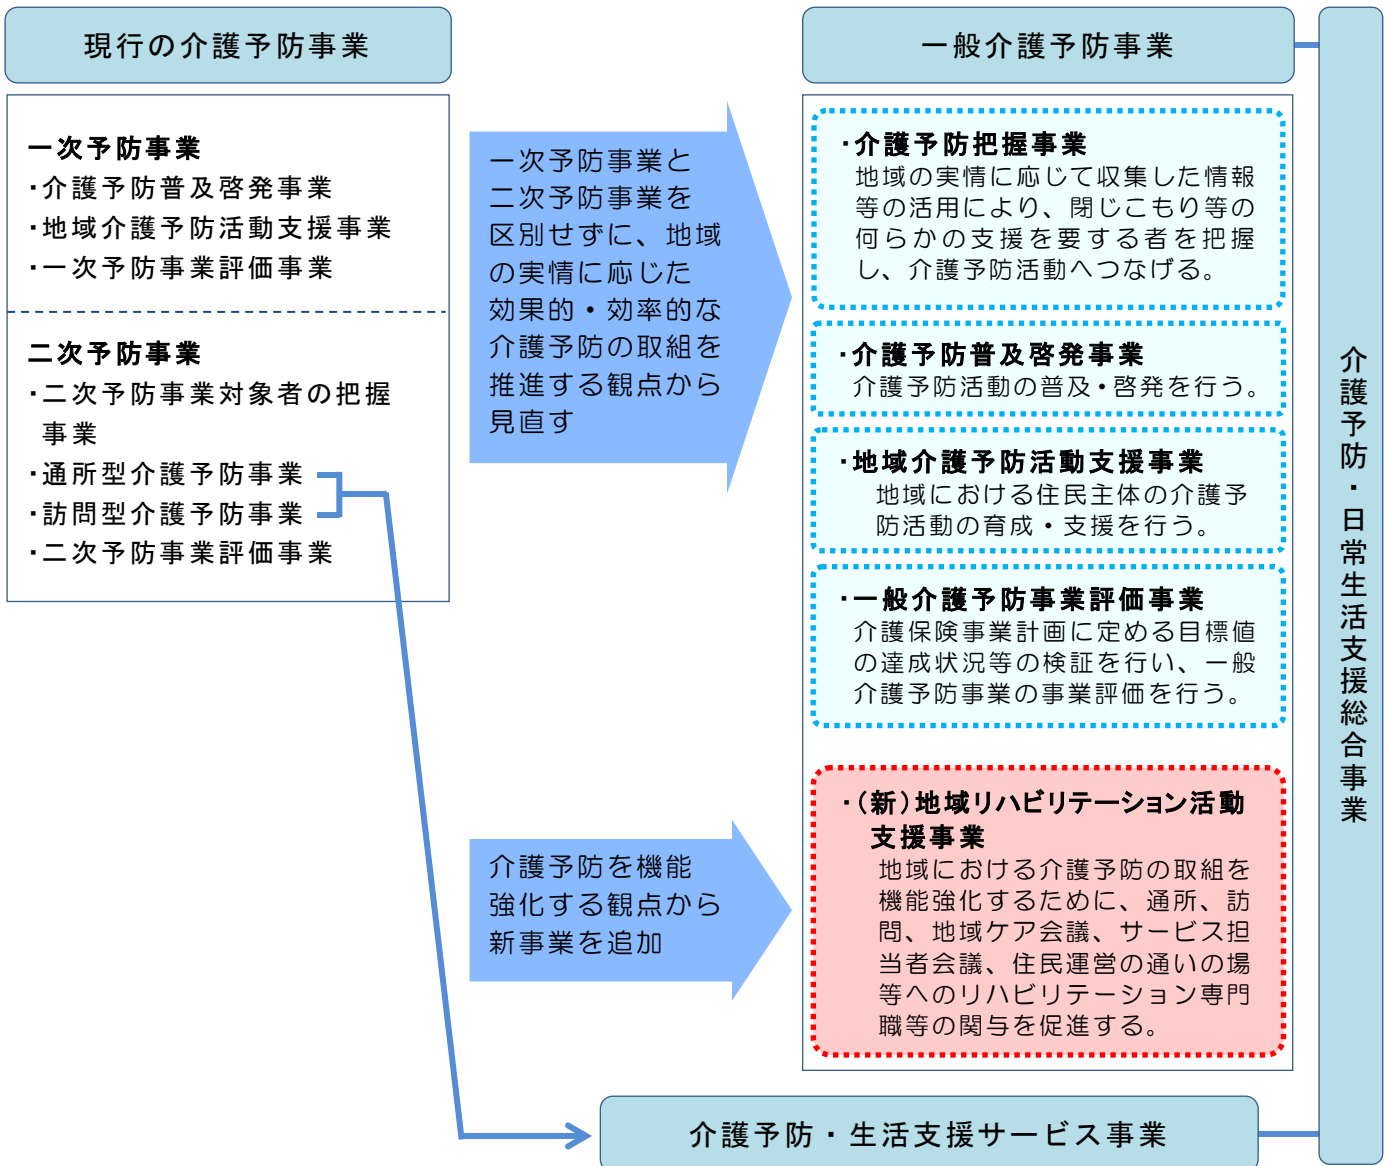 現行の介護予防事業
一次予防事業
・介護予防普及啓発事業
・地域介護予防活動支援事業
・一次予防事業評価事業
二次予防事業
・二次予防事業対象者の把握
事業
・通所型介護予防事業
・訪問型介護予防事業
・二次予防事業評価事業
一次予防事業と
二次予防事業を
区別せずに、地域
の実情に応じた
効果的・効率的な
介護予防の取組を
推進する観点から
見直す
介護予防を機能
強化する観点から
新事業を追加
一般介護予防事業
・介護予防把握事業
地域の実情に応じて収集した情報
等の活用により、閉じこもり等の
何らかの支援を要する者を把握
し、介護予防活動へつなげる。
・介護予防普及啓発事業
介護予防活動の普及・啓発を行う。
・地域介護予防活動支援事業
地域における住民主体の介護予
防活動の育成・支援を行う。
・一般介護予防事業評価事業
介護保険事業計画に定める目標値
の達成状況等の検証を行い、一般
介護予防事業の事業評価を行う。
・（新）地域リハビリテーション活動
支援事業
地域における介護予防の取組を
機能強化するために、通所、訪
問、地域ケア会議、サービス担
当者会議、住民運営の通いの場
等へのリハビリテーション専門
職等の関与を促進する。
介護予防・生活支援サービス事業
介護予防・日常生活支援総合事業